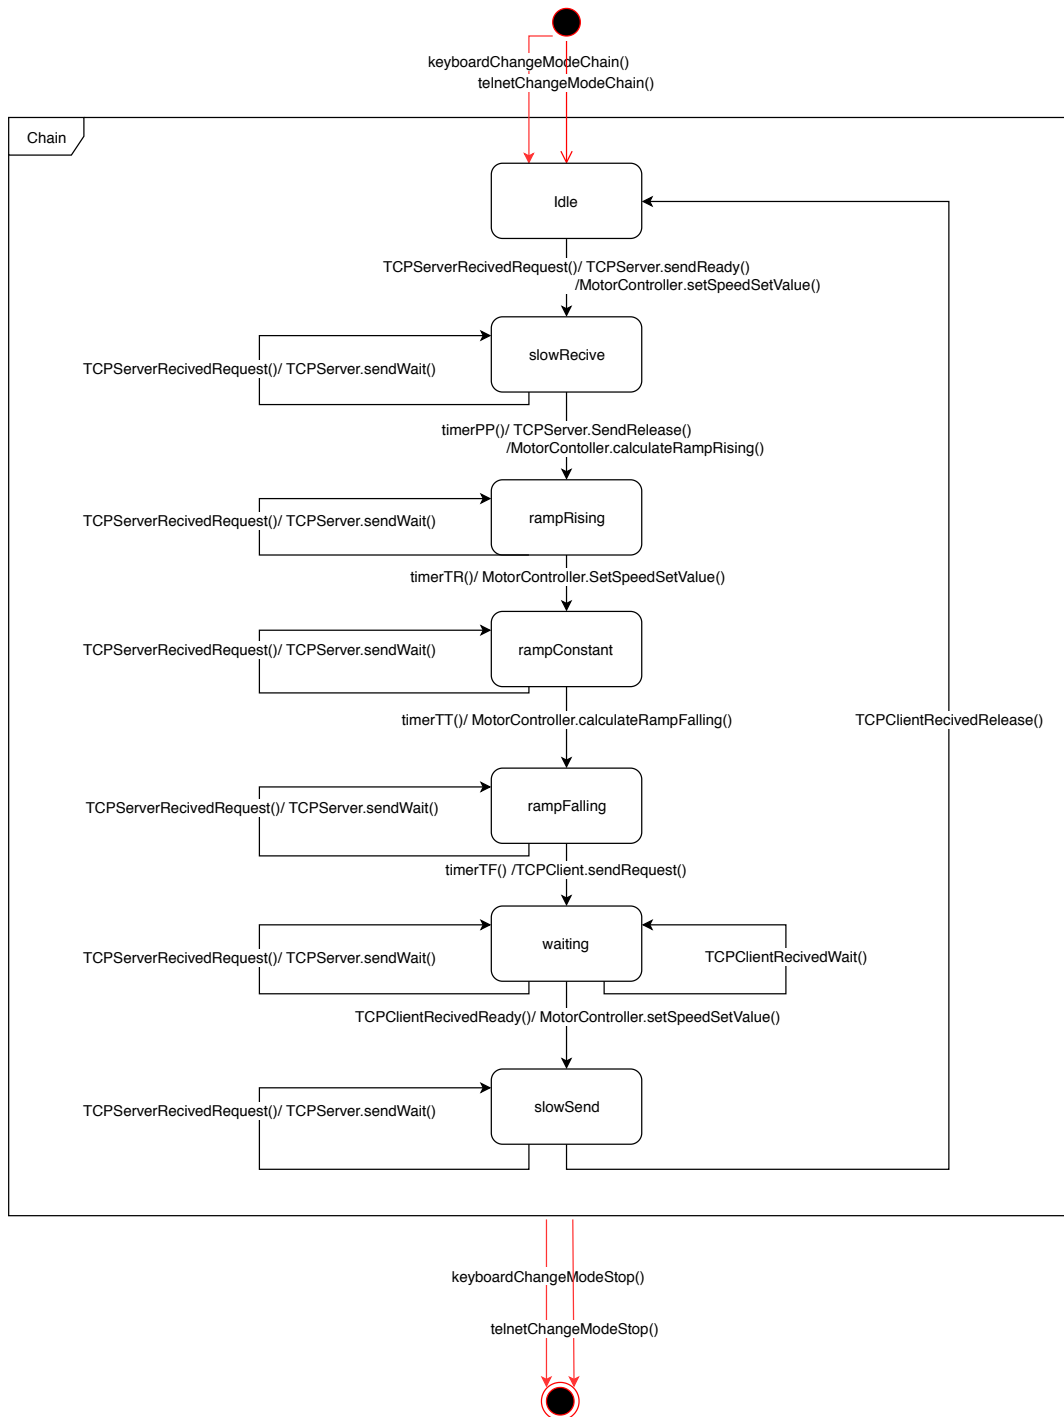 keyboardChangeModeChain()
telnetChangeModeChain()
Chain
Idle
TCPServerRecivedRequest()/ TCPServer.sendReady()
/MotorController.setSpeedSetValue()
slowRecive
TCPServerRecivedRequest()/ TCPServer.sendWait()
timerPP()/ TCPServer.SendRelease()
/MotorContoller.calculateRampRising()
rampRising
TCPServerRecivedRequest()/ TCPServer.sendWait()
timerTR()/ MotorController.SetSpeedSetValue()
rampConstant
TCPServerRecivedRequest()/ TCPServer.sendWait()
timerTT()/ MotorController.calculateRampFalling()
TCPClientRecivedRelease()
rampFalling
TCPServerRecivedRequest()/ TCPServer.sendWait()
timerTF() /TCPClient.sendRequest()
waiting
TCPServerRecivedRequest()/ TCPServer.sendWait()
TCPClientRecivedWait()
TCPClientRecivedReady()/ MotorController.setSpeedSetValue()
slowSend
TCPServerRecivedRequest()/ TCPServer.sendWait()
keyboardChangeModeStop()
telnetChangeModeStop()